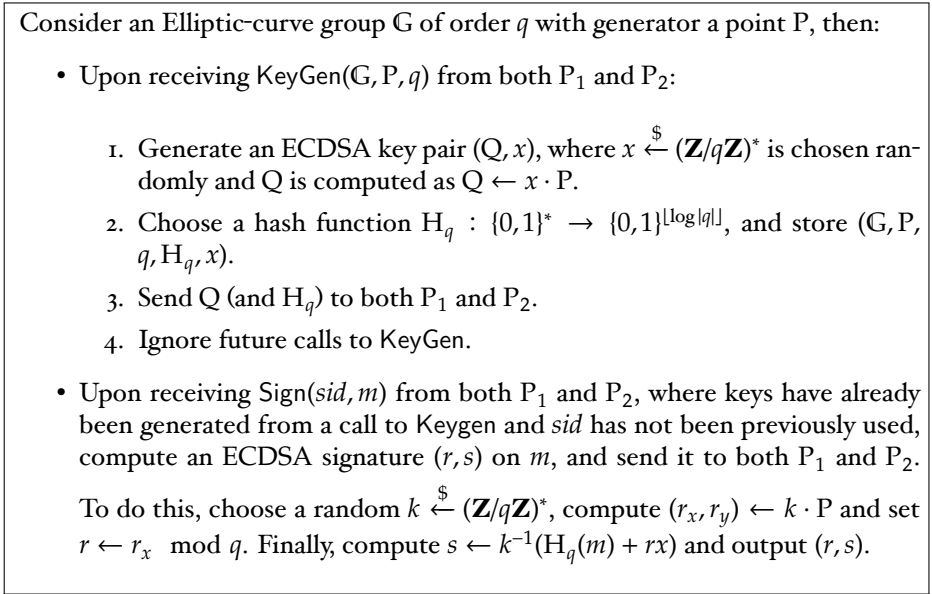 Consider an Elliptic-curve group G of order q with generator a point P, then:
• Upon receiving KeyGen(G, P, q) from both P₁ and P₂:
1. Generate an ECDSA key pair (Q, x), where x $← (Z/qZ)* is chosen ran-
domly and Q is computed as Q ← x · P.
2. Choose a hash function H_q : {0,1}* → {0,1}^⌊log|q|⌋, and store (G, P,
q, H_q, x).
3. Send Q (and H_q) to both P₁ and P₂.
4. Ignore future calls to KeyGen.
• Upon receiving Sign(sid, m) from both P₁ and P₂, where keys have already
been generated from a call to Keygen and sid has not been previously used,
compute an ECDSA signature (r, s) on m, and send it to both P₁ and P₂.
To do this, choose a random k $← (Z/qZ)*, compute (r_x, r_y) ← k · P and set
r ← r_x mod q. Finally, compute s ← k⁻¹(H_q(m) + rx) and output (r, s).